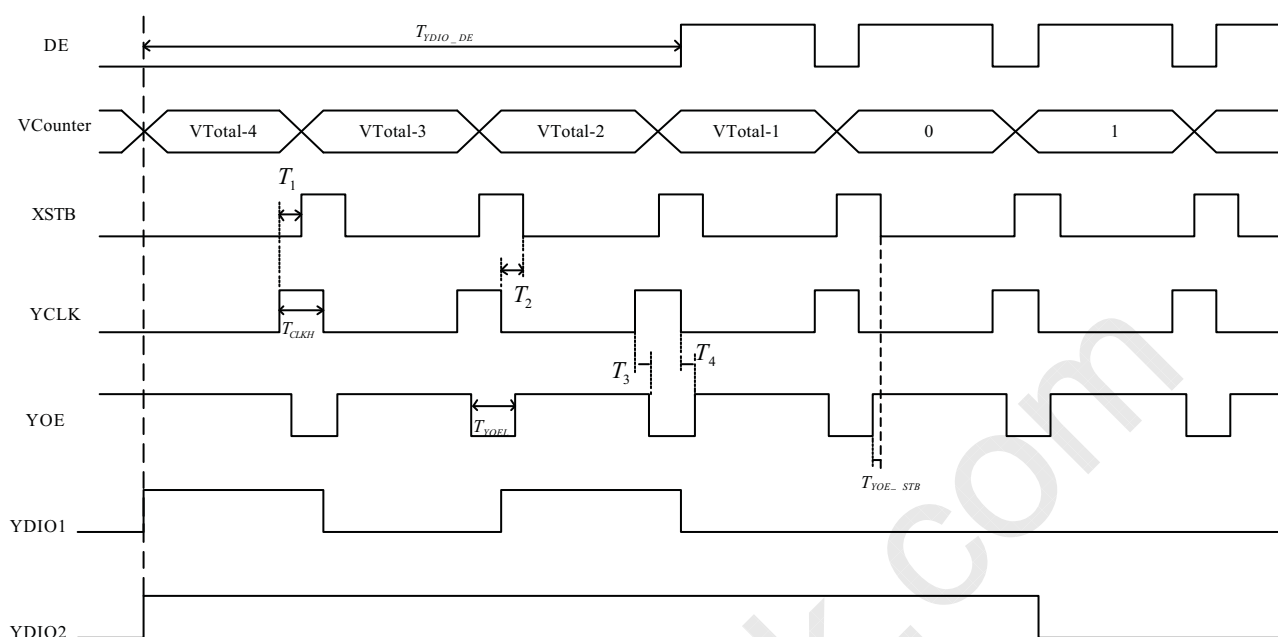 T_YDIO_DE
DE
VCounter
VTotal-4 VTotal-3 VTotal-2 VTotal-1 0 1
T_1
XSTB
T_2
YCLK
T_CLKH
T_3 T_4
YOE
T_YOEL
T_YOE_STB
YDIO1
YDIO2
k.com